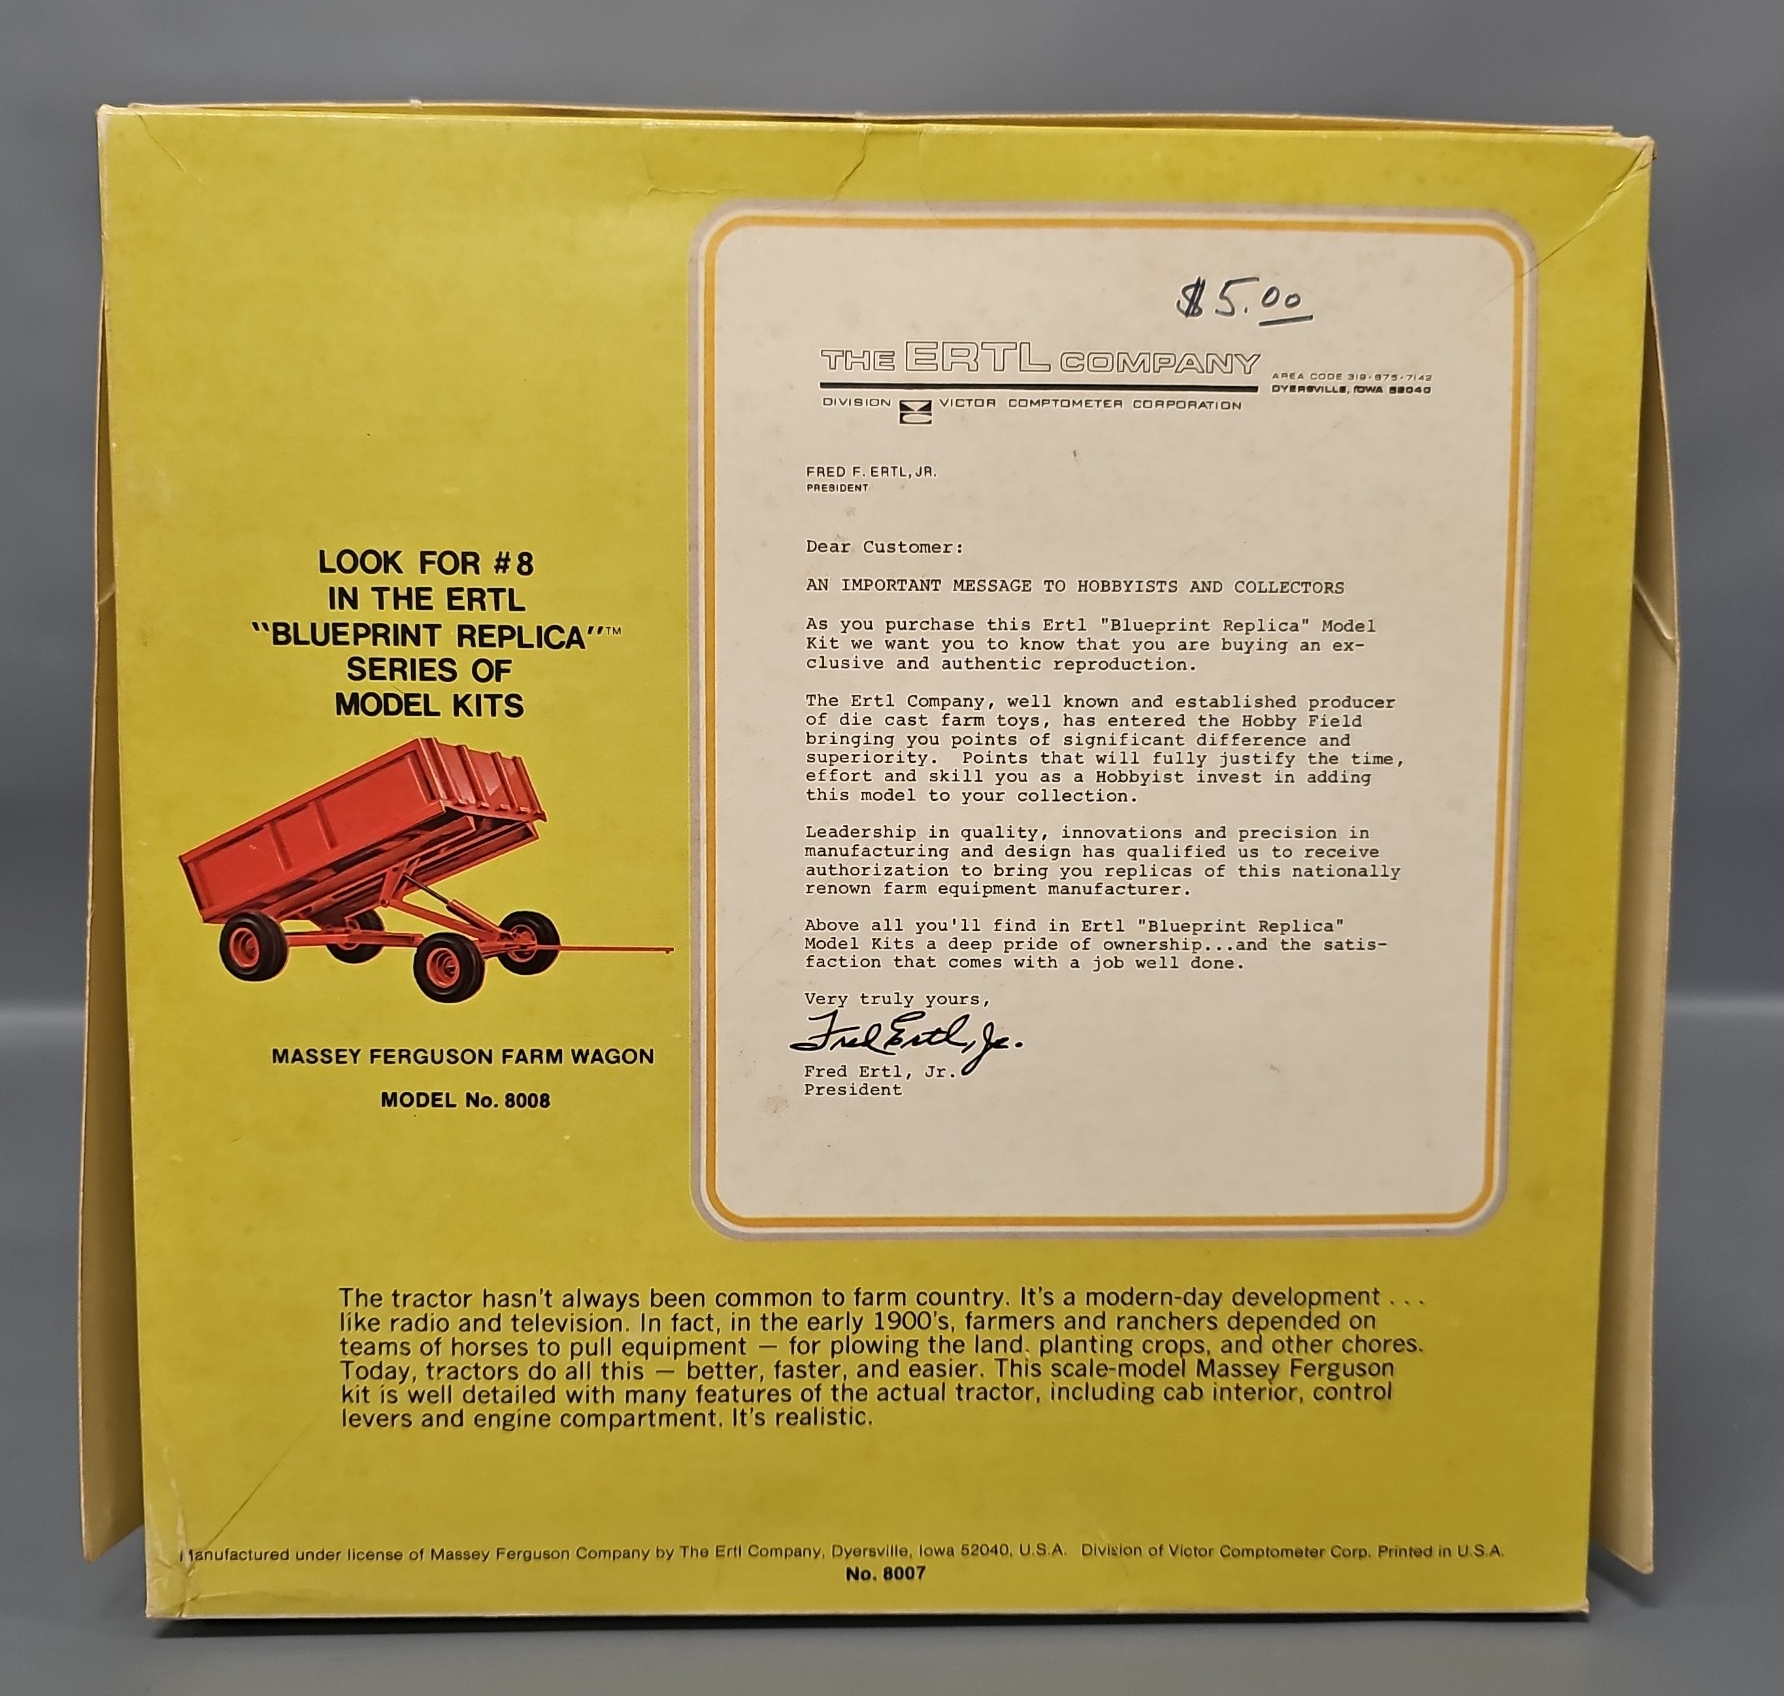 $5.00
THE ERTL COMPANY
AREA CODE 319-875-7142
DYERSVILLE, IOWA 52040
DIVISION VICTOR COMPTOMETER CORPORATION
FRED F. ERTL, JR.
PRESIDENT
Dear Customer:
AN IMPORTANT MESSAGE TO HOBBYISTS AND COLLECTORS
As you purchase this Ertl "Blueprint Replica" Model
Kit we want you to know that you are buying an ex-
clusive and authentic reproduction.
The Ertl Company, well known and established producer
of die cast farm toys, has entered the Hobby Field
bringing you points of significant difference and
superiority. Points that will fully justify the time,
effort and skill you as a Hobbyist invest in adding
this model to your collection.
Leadership in quality, innovations and precision in
manufacturing and design has qualified us to receive
authorization to bring you replicas of this nationally
renown farm equipment manufacturer.
Above all you'll find in Ertl "Blueprint Replica"
Model Kits a deep pride of ownership...and the satis-
faction that comes with a job well done.
Very truly yours,
Fred Ertl, Jr.
Fred Ertl, Jr.
President
LOOK FOR #8
IN THE ERTL
"BLUEPRINT REPLICA"™
SERIES OF
MODEL KITS
MASSEY FERGUSON FARM WAGON
MODEL No. 8008
The tractor hasn't always been common to farm country. It's a modern-day development . . .
like radio and television. In fact, in the early 1900's, farmers and ranchers depended on
teams of horses to pull equipment — for plowing the land, planting crops, and other chores.
Today, tractors do all this — better, faster, and easier. This scale-model Massey Ferguson
kit is well detailed with many features of the actual tractor, including cab interior, control
levers and engine compartment. It's realistic.
Manufactured under license of Massey Ferguson Company by The Ertl Company, Dyersville, Iowa 52040, U.S.A. Division of Victor Comptometer Corp. Printed in U.S.A.
No. 8007